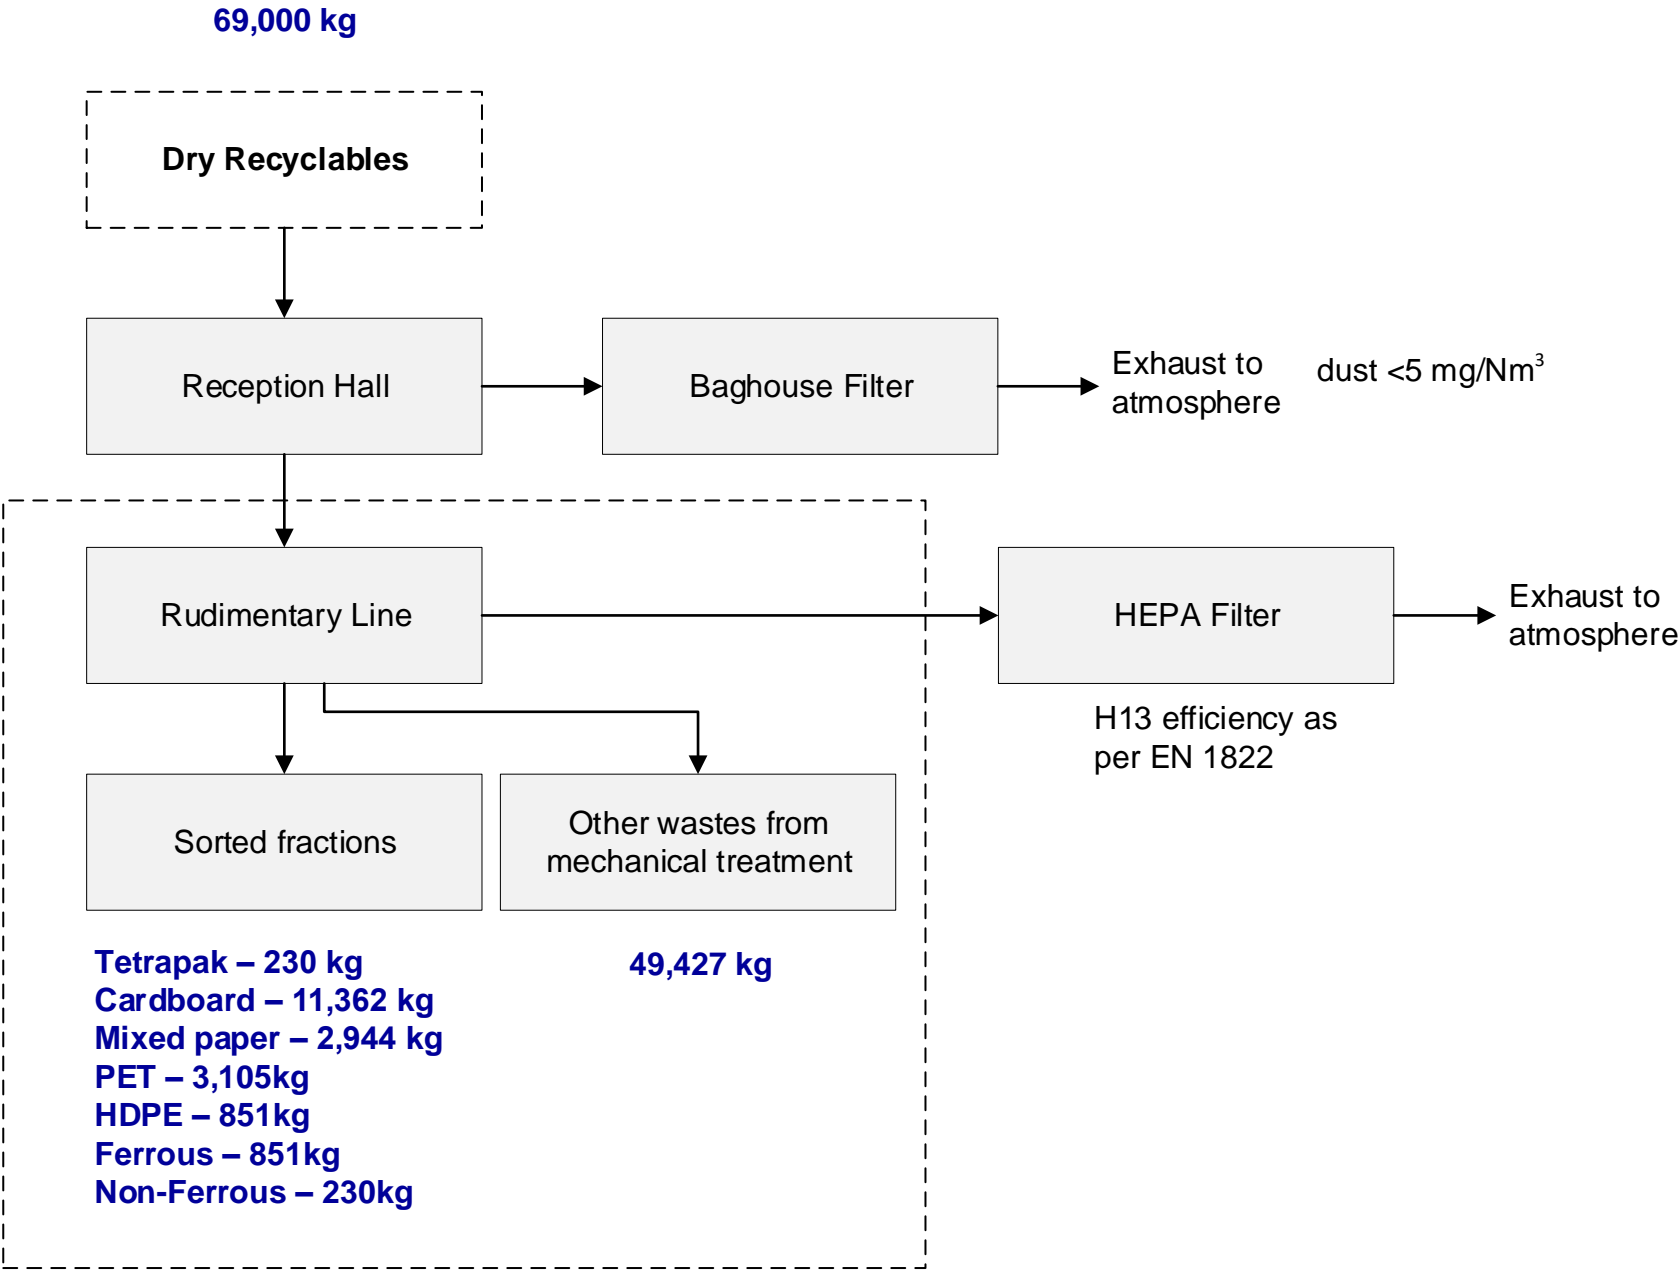 69,000 kg
Dry Recyclables
Reception Hall
Baghouse Filter
Exhaust to
atmosphere
dust <5 mg/Nm³
Rudimentary Line
HEPA Filter
Exhaust to
atmosphere
H13 efficiency as
per EN 1822
Sorted fractions
Other wastes from
mechanical treatment
Tetrapak – 230 kg
Cardboard – 11,362 kg
Mixed paper – 2,944 kg
PET – 3,105kg
HDPE – 851kg
Ferrous – 851kg
Non-Ferrous – 230kg
49,427 kg